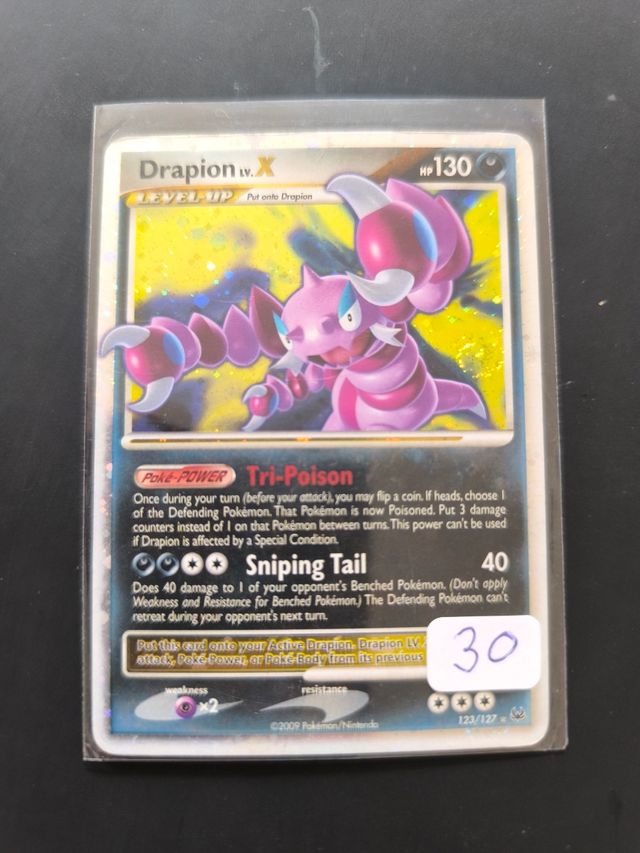 Drapion LV.X HP 130
LEVEL-UP Put onto Drapion
Poké-POWER Tri-Poison
Once during your turn (before your attack), you may flip a coin. If heads, choose 1
of the Defending Pokémon. That Pokémon is now Poisoned. Put 3 damage
counters instead of 1 on that Pokémon between turns. This power can't be used
if Drapion is affected by a Special Condition.
Sniping Tail 40
Does 40 damage to 1 of your opponent's Benched Pokémon. (Don't apply
Weakness and Resistance for Benched Pokémon.) The Defending Pokémon can't
retreat during your opponent's next turn.
Put this card onto your Active Drapion. Drapion LV.
attack, Poké-Power, or Poké-Body from its previous
30
weakness resistance
x2
©2009 Pokémon/Nintendo 123/127